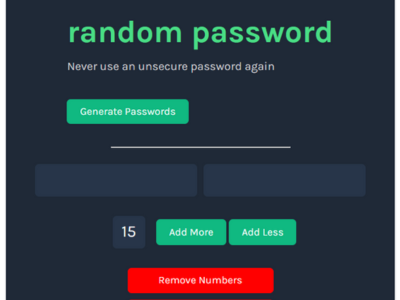 random password
Never use an unsecure password again
Generate Passwords
15
Add More
Add Less
Remove Numbers